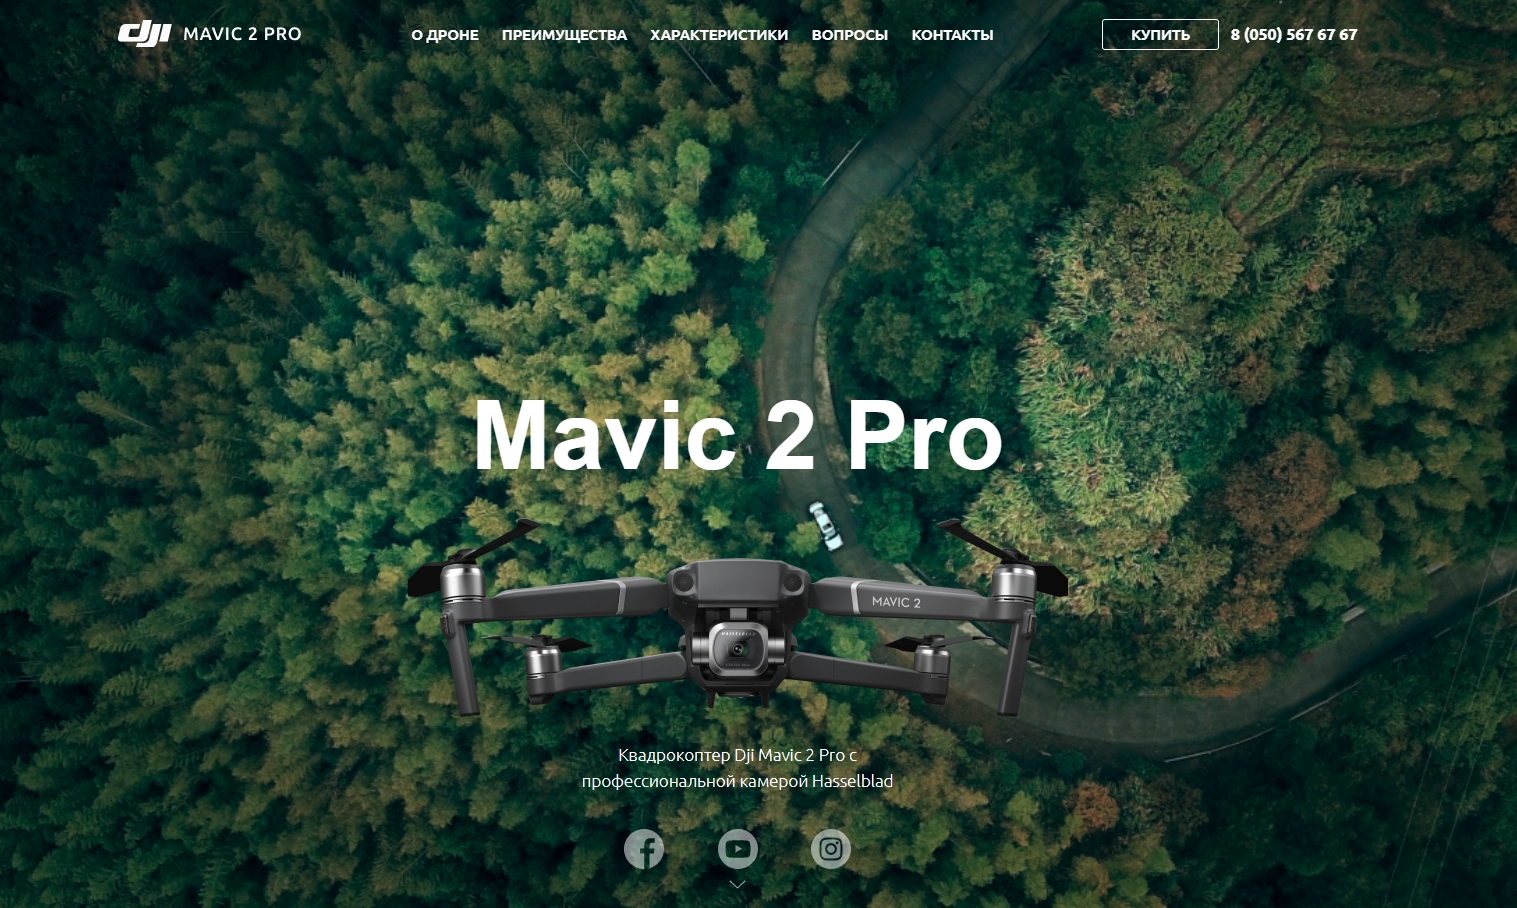 dji MAVIC 2 PRO
О ДРОНЕ ПРЕИМУЩЕСТВА ХАРАКТЕРИСТИКИ ВОПРОСЫ КОНТАКТЫ
КУПИТЬ 8 (050) 567 67 67
Mavic 2 Pro
MAVIC 2
HASSELBLAD
Квадрокоптер Dji Mavic 2 Pro с
профессиональной камерой Hasselblad